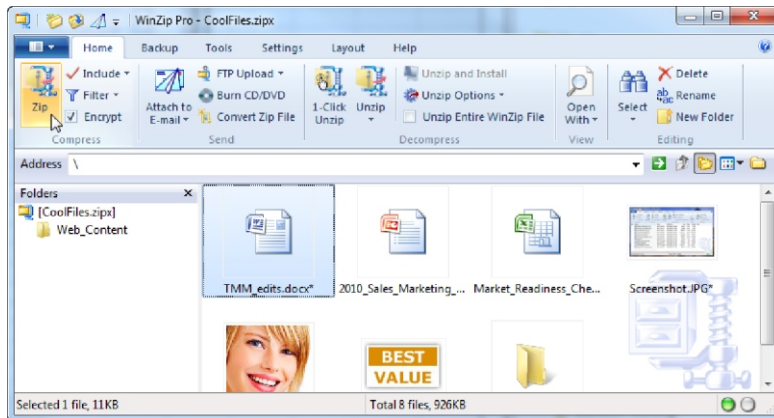 WinZip Pro - CoolFiles.zipx
Home Backup Tools Settings Layout Help
Zip
Include
Filter
Encrypt
Compress
Attach to
E-mail
FTP Upload
Burn CD/DVD
Convert Zip File
Send
1-Click
Unzip
Unzip
Unzip and Install
Unzip Options
Unzip Entire WinZip File
Decompress
Open
With
View
Select
Delete
Rename
New Folder
Editing
Address \
Folders x
[CoolFiles.zipx]
Web_Content
TMM_edits.docx*
2010_Sales_Marketing_...
Market_Readiness_Che...
Screenshot.JPG*
BEST
VALUE
Selected 1 file, 11KB
Total 8 files, 926KB